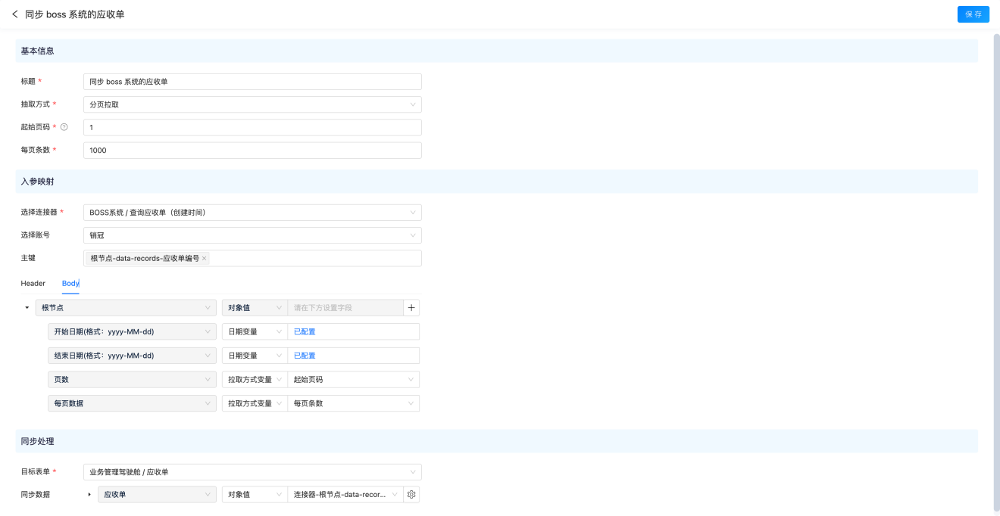 同步 boss 系统的应收单
保存
基本信息
标题 * 同步 boss 系统的应收单
抽取方式 * 分页拉取
起始页码 * 1
每页条数 * 1000
入参映射
选择连接器 * BOSS系统 / 查询应收单（创建时间）
选择账号 销冠
主键 根节点-data-records-应收单编号 ×
Header Body
根节点 对象值 请在下方设置字段 +
开始日期(格式：yyyy-MM-dd) 日期变量 已配置
结束日期(格式：yyyy-MM-dd) 日期变量 已配置
页数 拉取方式变量 起始页码
每页数据 拉取方式变量 每页条数
同步处理
目标表单 * 业务管理驾驶舱 / 应收单
同步数据 应收单 对象值 连接器-根节点-data-recor...